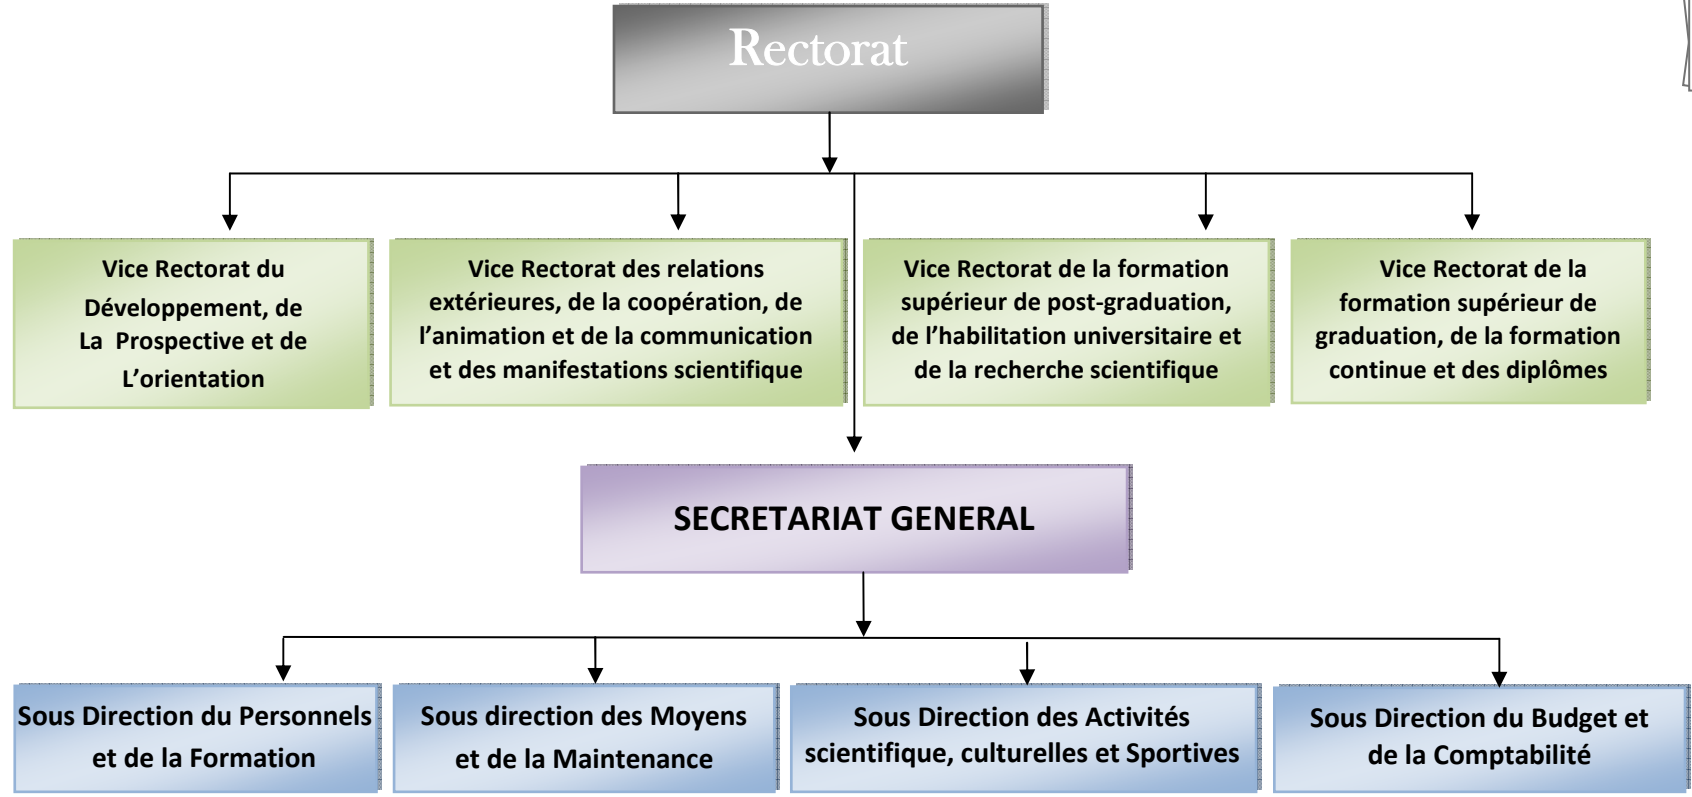 Rectorat
Vice Rectorat du
Développement, de
La Prospective et de
L’orientation
Vice Rectorat des relations
extérieures, de la coopération, de
l’animation et de la communication
et des manifestations scientifique
Vice Rectorat de la formation
supérieur de post-graduation,
de l’habilitation universitaire et
de la recherche scientifique
Vice Rectorat de la
formation supérieur de
graduation, de la formation
continue et des diplômes
SECRETARIAT GENERAL
Sous Direction du Personnels
et de la Formation
Sous direction des Moyens
et de la Maintenance
Sous Direction des Activités
scientifique, culturelles et Sportives
Sous Direction du Budget et
de la Comptabilité